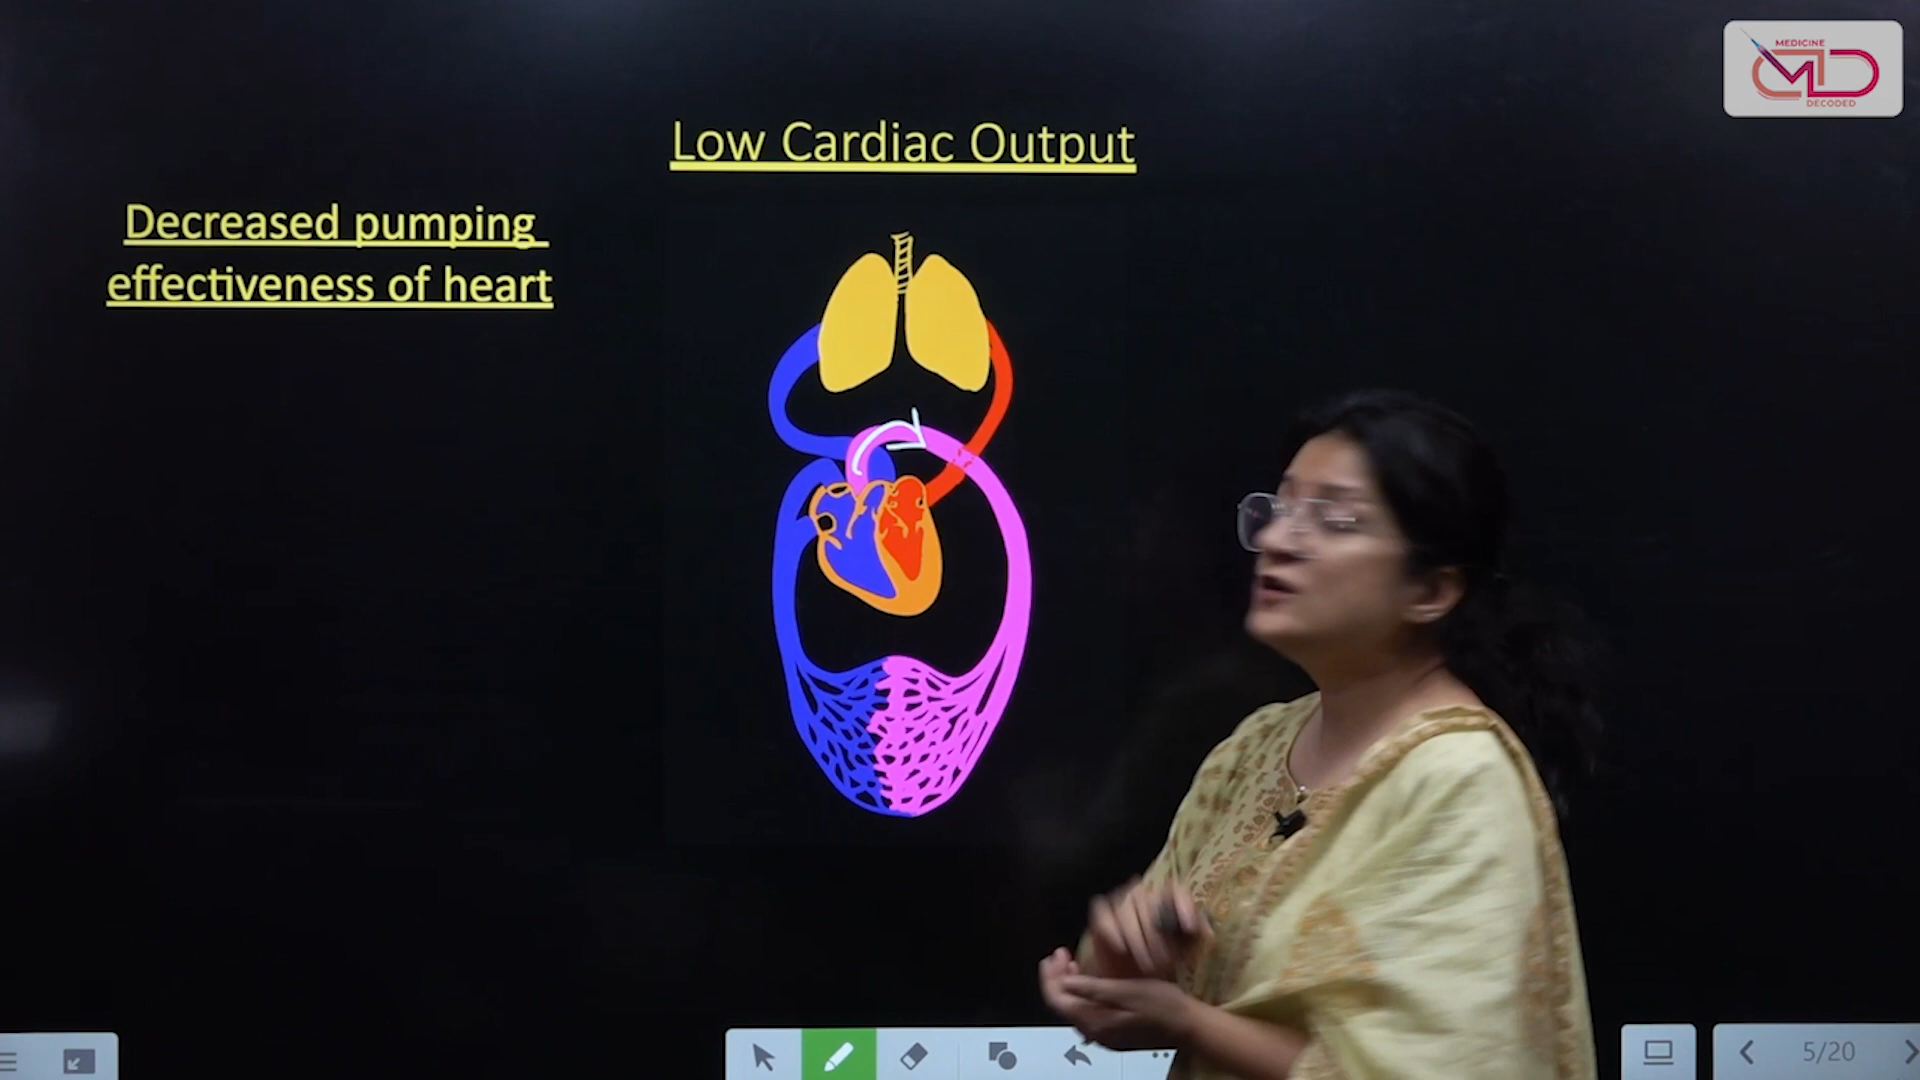 MEDICINE
MD
DECODED
Low Cardiac Output
Decreased pumping
effectiveness of heart
5/20